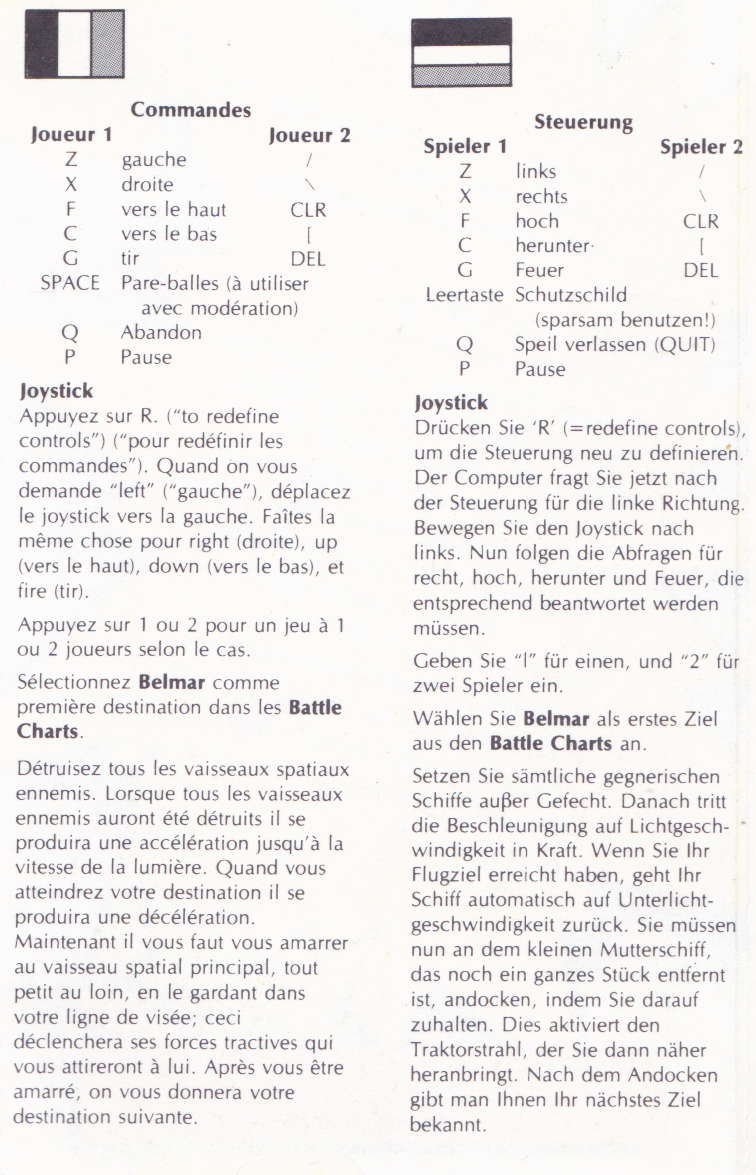 Commandes
Joueur 1 Joueur 2
Z gauche /
X droite \
F vers le haut CLR
C vers le bas [
G tir DEL
SPACE Pare-balles (à utiliser
avec modération)
Q Abandon
P Pause
Joystick
Appuyez sur R. ("to redefine
controls") ("pour redéfinir les
commandes"). Quand on vous
demande "left" ("gauche"), déplacez
le joystick vers la gauche. Faîtes la
même chose pour right (droite), up
(vers le haut), down (vers le bas), et
fire (tir).
Appuyez sur 1 ou 2 pour un jeu à 1
ou 2 joueurs selon le cas.
Sélectionnez Belmar comme
première destination dans les Battle
Charts.
Détruisez tous les vaisseaux spatiaux
ennemis. Lorsque tous les vaisseaux
ennemis auront été détruits il se
produira une accélération jusqu'à la
vitesse de la lumière. Quand vous
atteindrez votre destination il se
produira une décélération.
Maintenant il vous faut vous amarrer
au vaisseau spatial principal, tout
petit au loin, en le gardant dans
votre ligne de visée; ceci
déclenchera ses forces tractives qui
vous attireront à lui. Après vous être
amarré, on vous donnera votre
destination suivante.
Steuerung
Spieler 1 Spieler 2
Z links /
X rechts \
F hoch CLR
C herunter [
G Feuer DEL
Leertaste Schutzschild
(sparsam benutzen!)
Q Speil verlassen (QUIT)
P Pause
Joystick
Drücken Sie 'R' (=redefine controls),
um die Steuerung neu zu definieren.
Der Computer fragt Sie jetzt nach
der Steuerung für die linke Richtung.
Bewegen Sie den Joystick nach
links. Nun folgen die Abfragen für
recht, hoch, herunter und Feuer, die
entsprechend beantwortet werden
müssen.
Geben Sie "l" für einen, und "2" für
zwei Spieler ein.
Wählen Sie Belmar als erstes Ziel
aus den Battle Charts an.
Setzen Sie sämtliche gegnerischen
Schiffe außer Gefecht. Danach tritt
die Beschleunigung auf Lichtgesch-
windigkeit in Kraft. Wenn Sie Ihr
Flugziel erreicht haben, geht Ihr
Schiff automatisch auf Unterlicht-
geschwindigkeit zurück. Sie müssen
nun an dem kleinen Mutterschiff,
das noch ein ganzes Stück entfernt
ist, andocken, indem Sie darauf
zuhalten. Dies aktiviert den
Traktorstrahl, der Sie dann näher
heranbringt. Nach dem Andocken
gibt man Ihnen Ihr nächstes Ziel
bekannt.